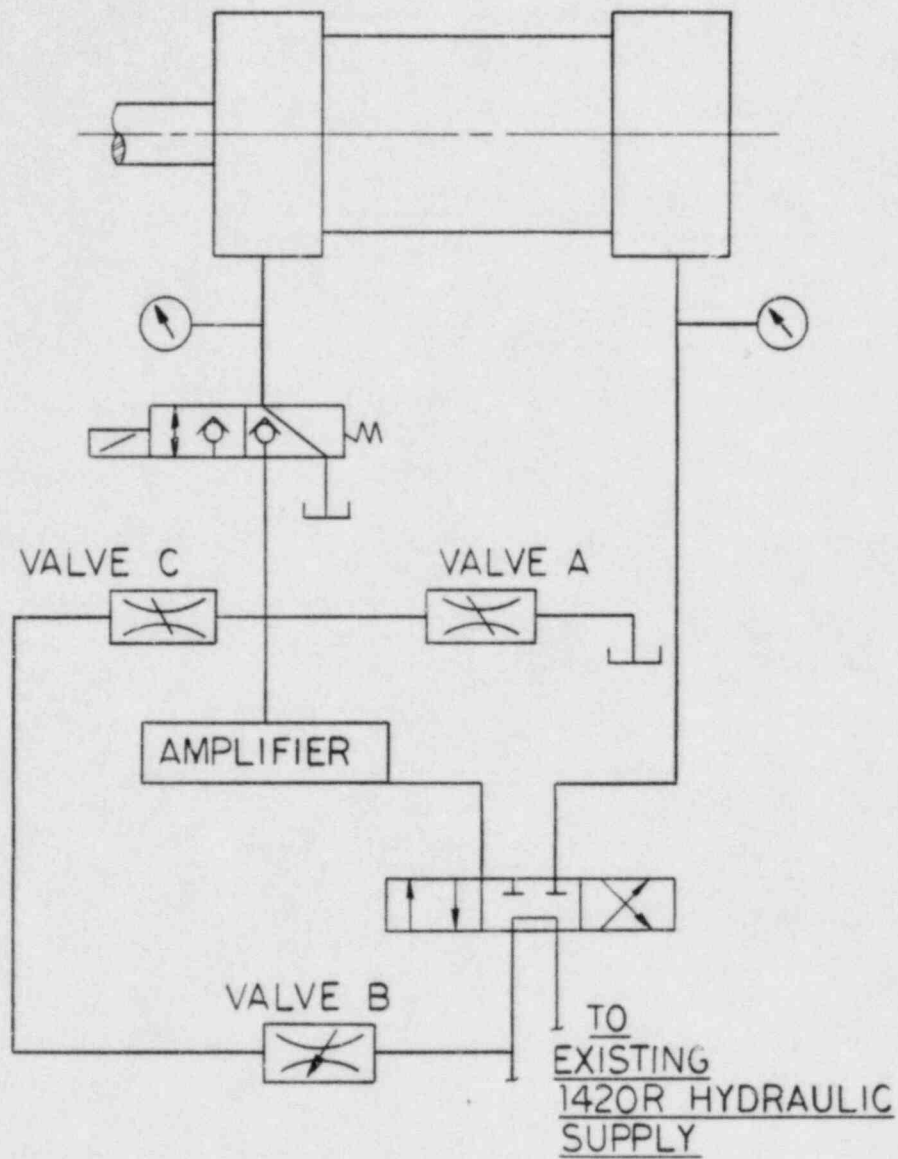 VALVE C
VALVE A
AMPLIFIER
VALVE B
TO
EXISTING
1420R HYDRAULIC
SUPPLY